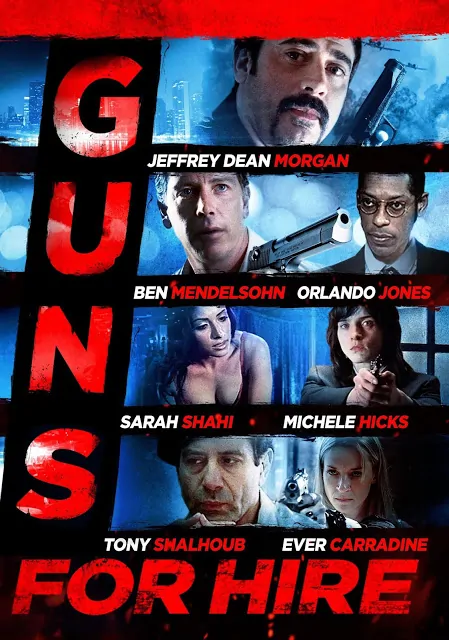 GUNS
JEFFREY DEAN MORGAN
BEN MENDELSOHN ORLANDO JONES
SARAH SHAHI MICHELE HICKS
TONY SHALHOUB EVER CARRADINE
FOR HIRE